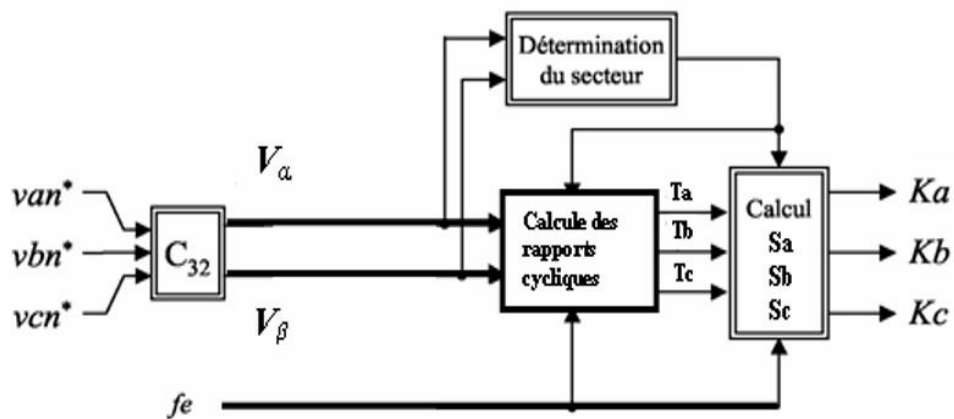 Détermination
du secteur
Vα
van*
vbn*
vcn*
C32
Calcule des
rapports
cycliques
Ta
Tb
Tc
Calcul
Sa
Sb
Sc
Ka
Kb
Kc
Vβ
fe